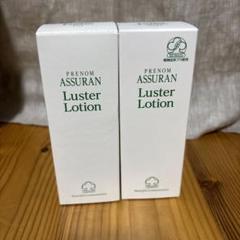 PRENOM
ASSURAN
Luster
Lotion
PRENOM
ASSURAN
Luster
Lotion